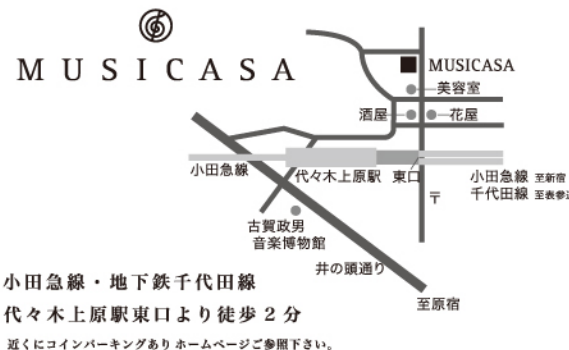 MUSICASA
MUSICASA
美容室
酒屋
花屋
小田急線
代々木上原駅
東口
小田急線 至新宿
千代田線 至表参道
〒
古賀政男
音楽博物館
井の頭通り
至原宿
小田急線・地下鉄千代田線
代々木上原駅東口より徒歩2分
近くにコインパーキングあり ホームページご参照下さい。